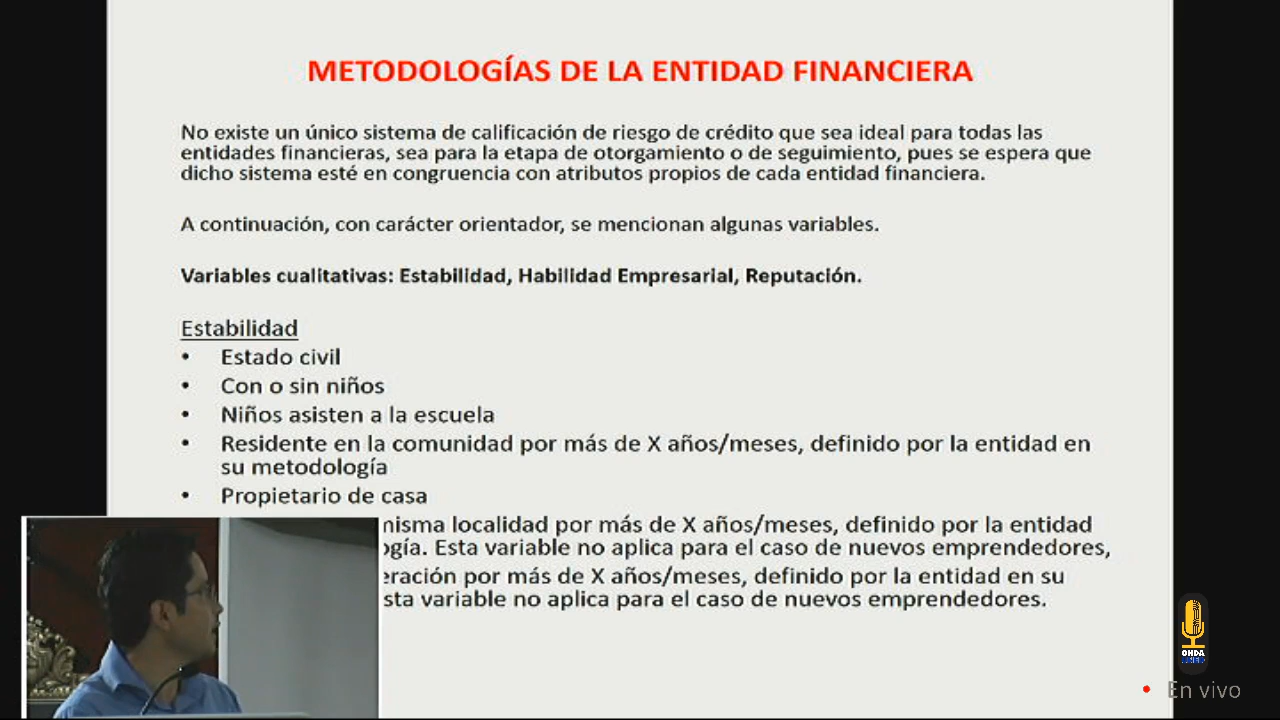 METODOLOGÍAS DE LA ENTIDAD FINANCIERA
No existe un único sistema de calificación de riesgo de crédito que sea ideal para todas las
entidades financieras, sea para la etapa de otorgamiento o de seguimiento, pues se espera que
dicho sistema esté en congruencia con atributos propios de cada entidad financiera.
A continuación, con carácter orientador, se mencionan algunas variables.
Variables cualitativas: Estabilidad, Habilidad Empresarial, Reputación.
Estabilidad
• Estado civil
• Con o sin niños
• Niños asisten a la escuela
• Residente en la comunidad por más de X años/meses, definido por la entidad en
su metodología
• Propietario de casa
localidad por más de X años/meses, definido por la entidad
Esta variable no aplica para el caso de nuevos emprendedores,
por más de X años/meses, definido por la entidad en su
variable no aplica para el caso de nuevos emprendedores.
ONDA
• En vivo